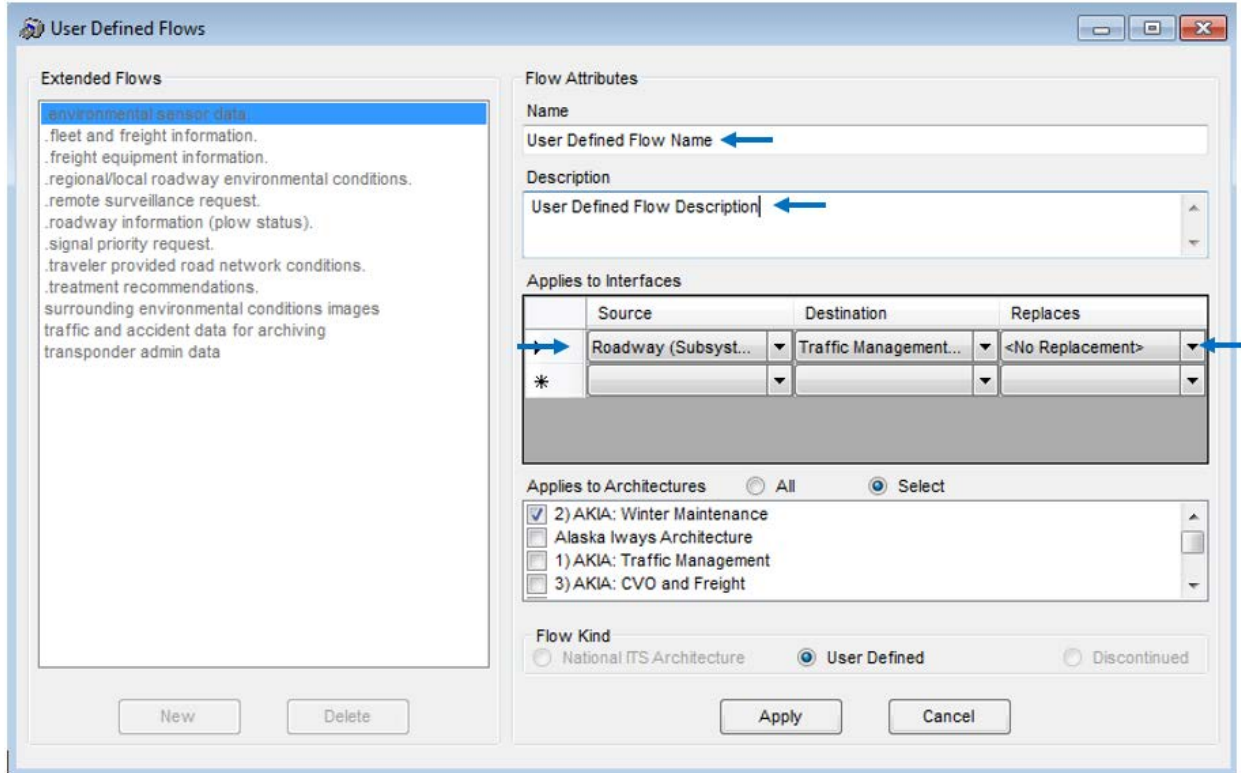 User Defined Flows
Extended Flows
.environmental sensor data.
.fleet and freight information.
.freight equipment information.
.regional/local roadway environmental conditions.
.remote surveillance request.
.roadway information (plow status).
.signal priority request.
.traveler provided road network conditions.
.treatment recommendations.
surrounding environmental conditions images
traffic and accident data for archiving
transponder admin data
New Delete
Flow Attributes
Name
User Defined Flow Name
Description
User Defined Flow Description
Applies to Interfaces
Source Destination Replaces
Roadway (Subsyst... Traffic Management... <No Replacement>
Applies to Architectures All Select
2) AKIA: Winter Maintenance
Alaska Iways Architecture
1) AKIA: Traffic Management
3) AKIA: CVO and Freight
Flow Kind
National ITS Architecture User Defined Discontinued
Apply Cancel